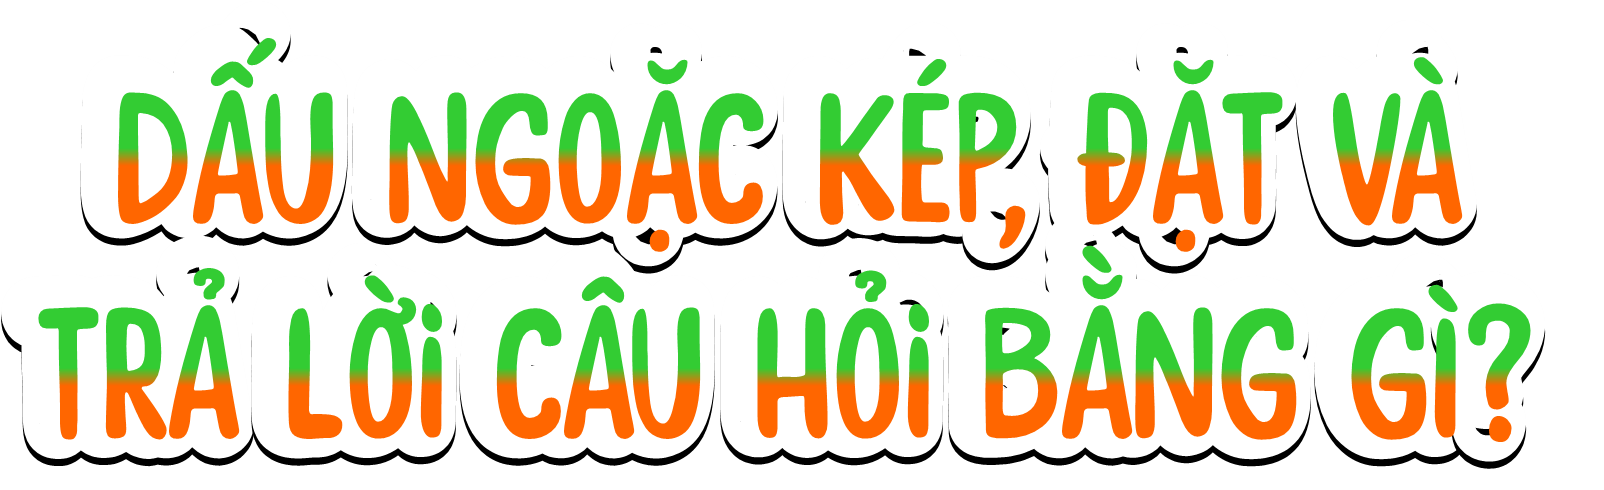 DẤU NGOẶC KÉP, ĐẶT VÀ
TRẢ LỜI CÂU HỎI BẰNG GÌ?